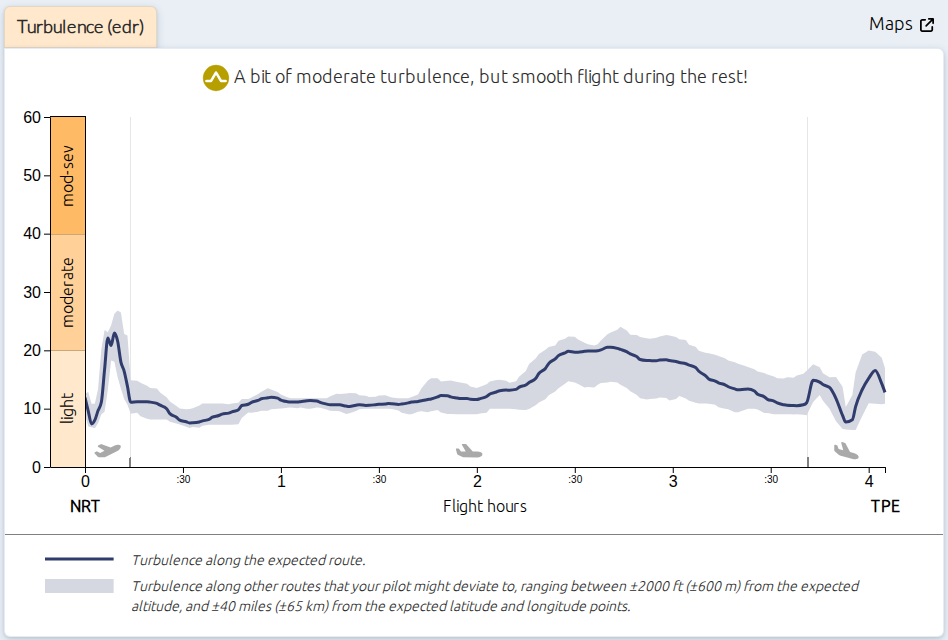 Turbulence (edr)
Maps
A bit of moderate turbulence, but smooth flight during the rest!
60
50
40
30
20
10
0
mod-sev
moderate
light
0
:30
1
:30
2
:30
3
:30
4
NRT
Flight hours
TPE
Turbulence along the expected route.
Turbulence along other routes that your pilot might deviate to, ranging between ±2000 ft (±600 m) from the expected
altitude, and ±40 miles (±65 km) from the expected latitude and longitude points.